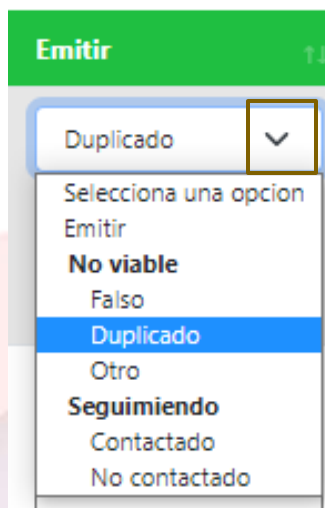 Emitir
Duplicado
Selecciona una opcion
Emitir
No viable
Falso
Duplicado
Otro
Seguimiendo
Contactado
No contactado